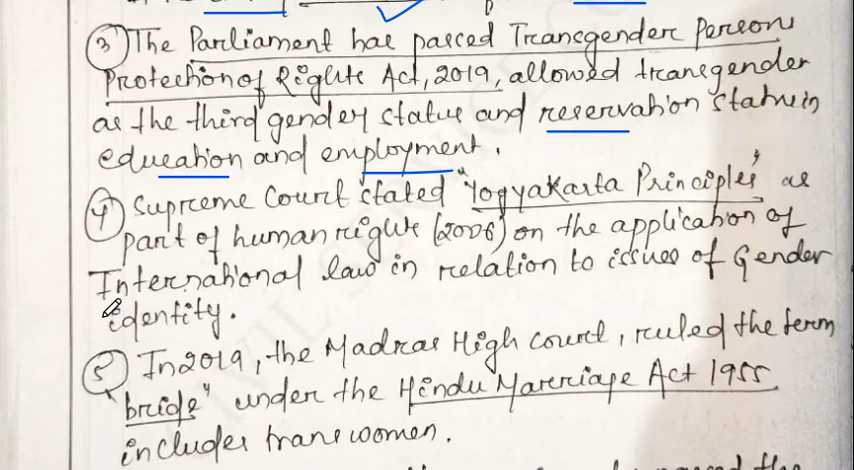 ③ The Parliament has passed Transgender Person
Protection of Rights Act, 2019, allowed transgender
as the third gender status and reservation status in
education and employment.
④ Supreme Court stated "Yogyakarta Principles" as
part of human rights (2006) on the application of
International law in relation to issues of Gender
identity.
⑤ In 2019, the Madras High court, ruled the term
"bride" under the Hindu Marriage Act 1955
includes transwomen.